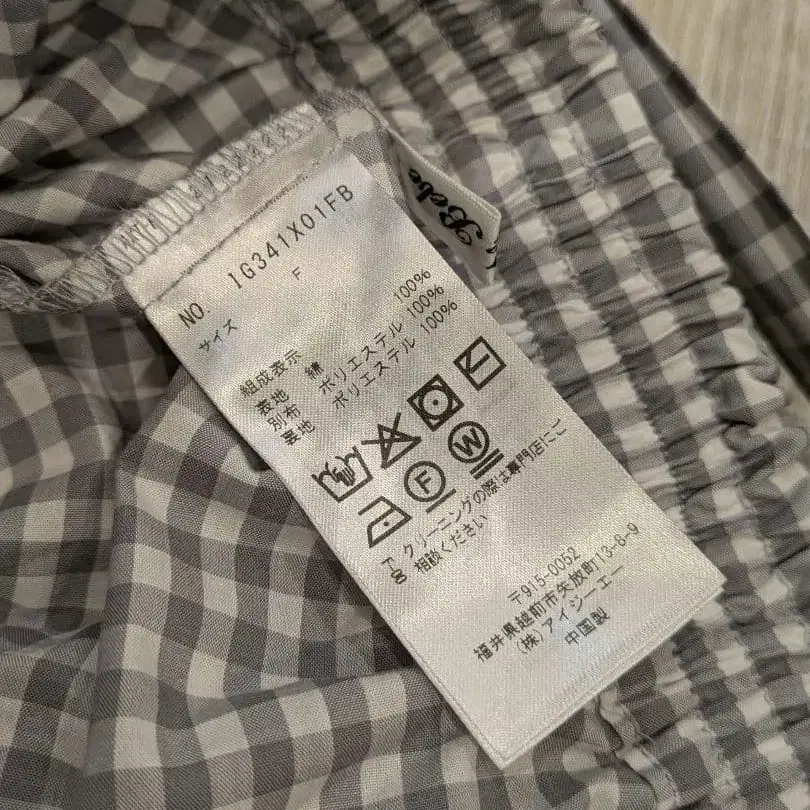 Bebe
NO. IG341X01FB
サイズ F
組成表示
表地 綿 100%
別布 ポリエステル 100%
裏地 ポリエステル 100%
F W
クリーニングの際は専門店にご
相談ください
〒915-0052
福井県越前市矢放町13-8-9
(株)アイジーエー
中国製